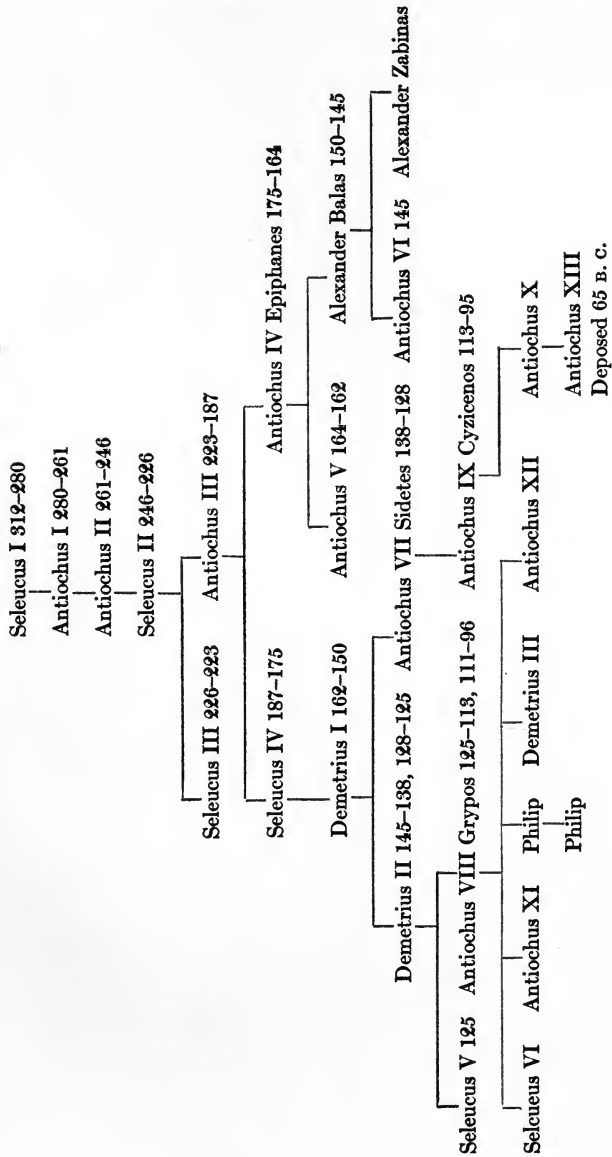 Seleucus I 312–280
Antiochus I 280–261
Antiochus II 261–246
Seleucus II 246–226
Seleucus III 226–223 Antiochus III 223–187
Seleucus IV 187–175 Antiochus IV Epiphanes 175–164
Demetrius I 162–150 Antiochus V 164–162 Alexander Balas 150–145
Demetrius II 145–138, 128–125 Antiochus VII Sidetes 138–128 Antiochus VI 145 Alexander Zabinas
Seleucus V 125 Antiochus VIII Grypos 125–113, 111–96 Antiochus IX Cyzicenos 113–95
Selcueus VI Antiochus XI Philip Demetrius III Antiochus XII Antiochus X
Philip Antiochus XIII
Deposed 65 B. C.